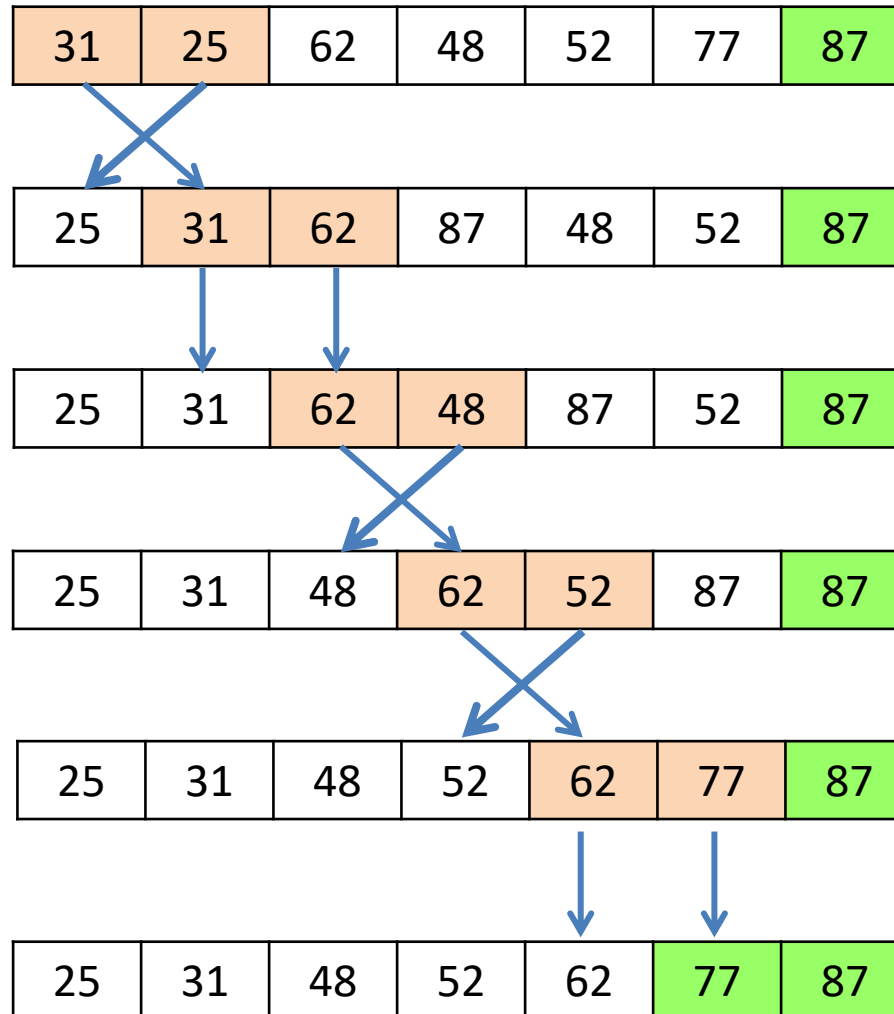 31 25 62 48 52 77 87
25 31 62 87 48 52 87
25 31 62 48 87 52 87
25 31 48 62 52 87 87
25 31 48 52 62 77 87
25 31 48 52 62 77 87